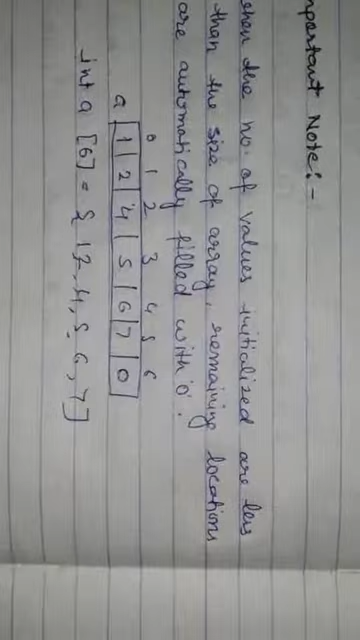 mportant Note:-
when the no. of values initialized are less
than the size of array, remaining locations
are automatically filled with '0'.
0 1 2 3 4 5 6
a 1 2 4 5 6 7 0
int a [6] = { 1 2, 4, 5, 6, 7 ]